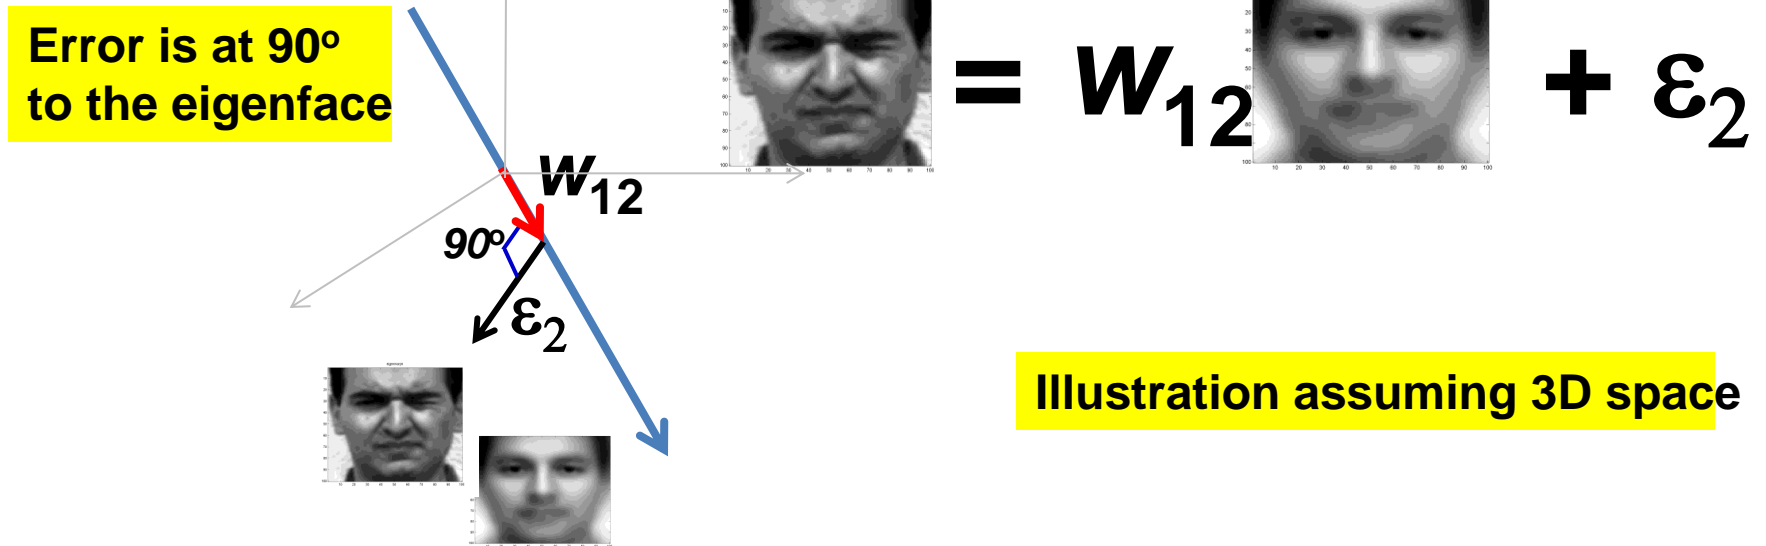 Error is at 90º
to the eigenface
= w12 + ε2
w12
90º
ε2
Illustration assuming 3D space